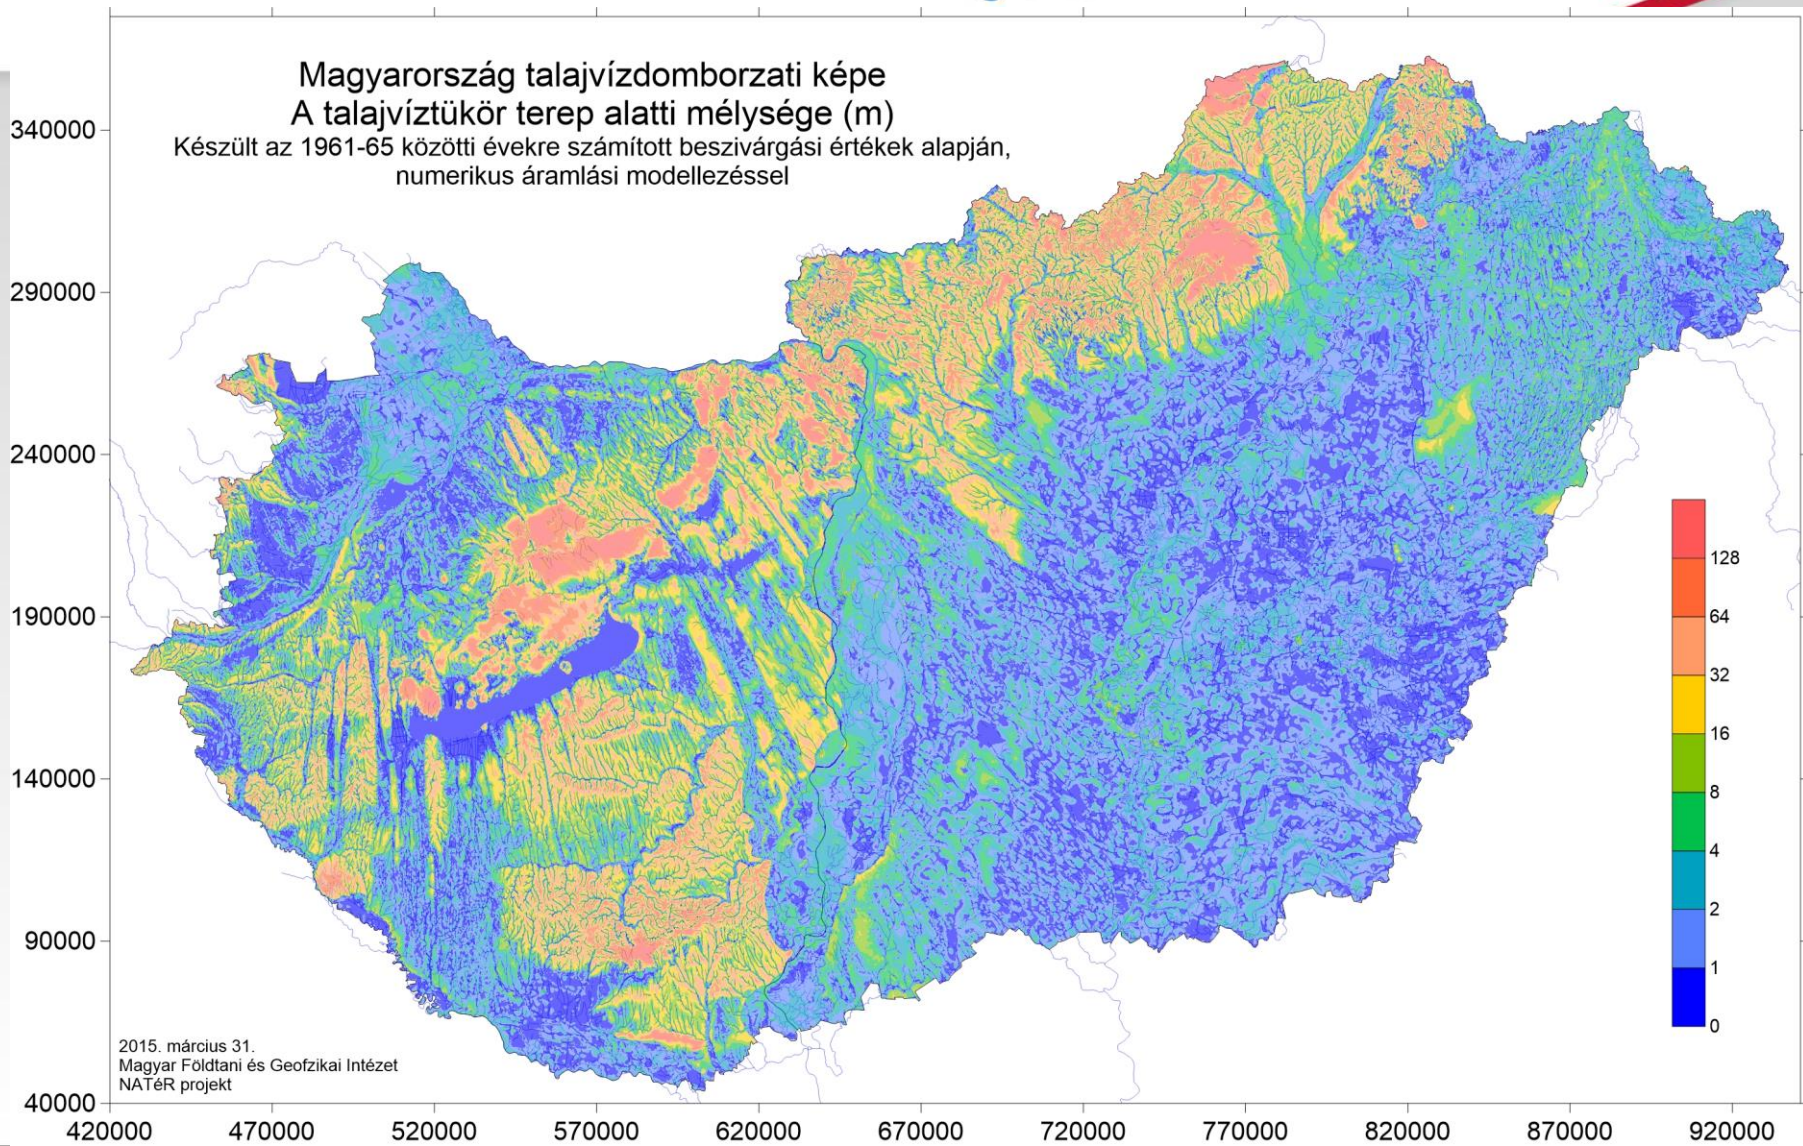 Magyarország talajvízdomborzati képe
A talajvíztükör terep alatti mélysége (m)
Készült az 1961-65 közötti évekre számított beszivárgási értékek alapján,
numerikus áramlási modellezéssel
340000
290000
240000
190000
140000
90000
40000
128
64
32
16
8
4
2
1
0
2015. március 31.
Magyar Földtani és Geofzikai Intézet
NATéR projekt
420000 470000 520000 570000 620000 670000 720000 770000 820000 870000 920000